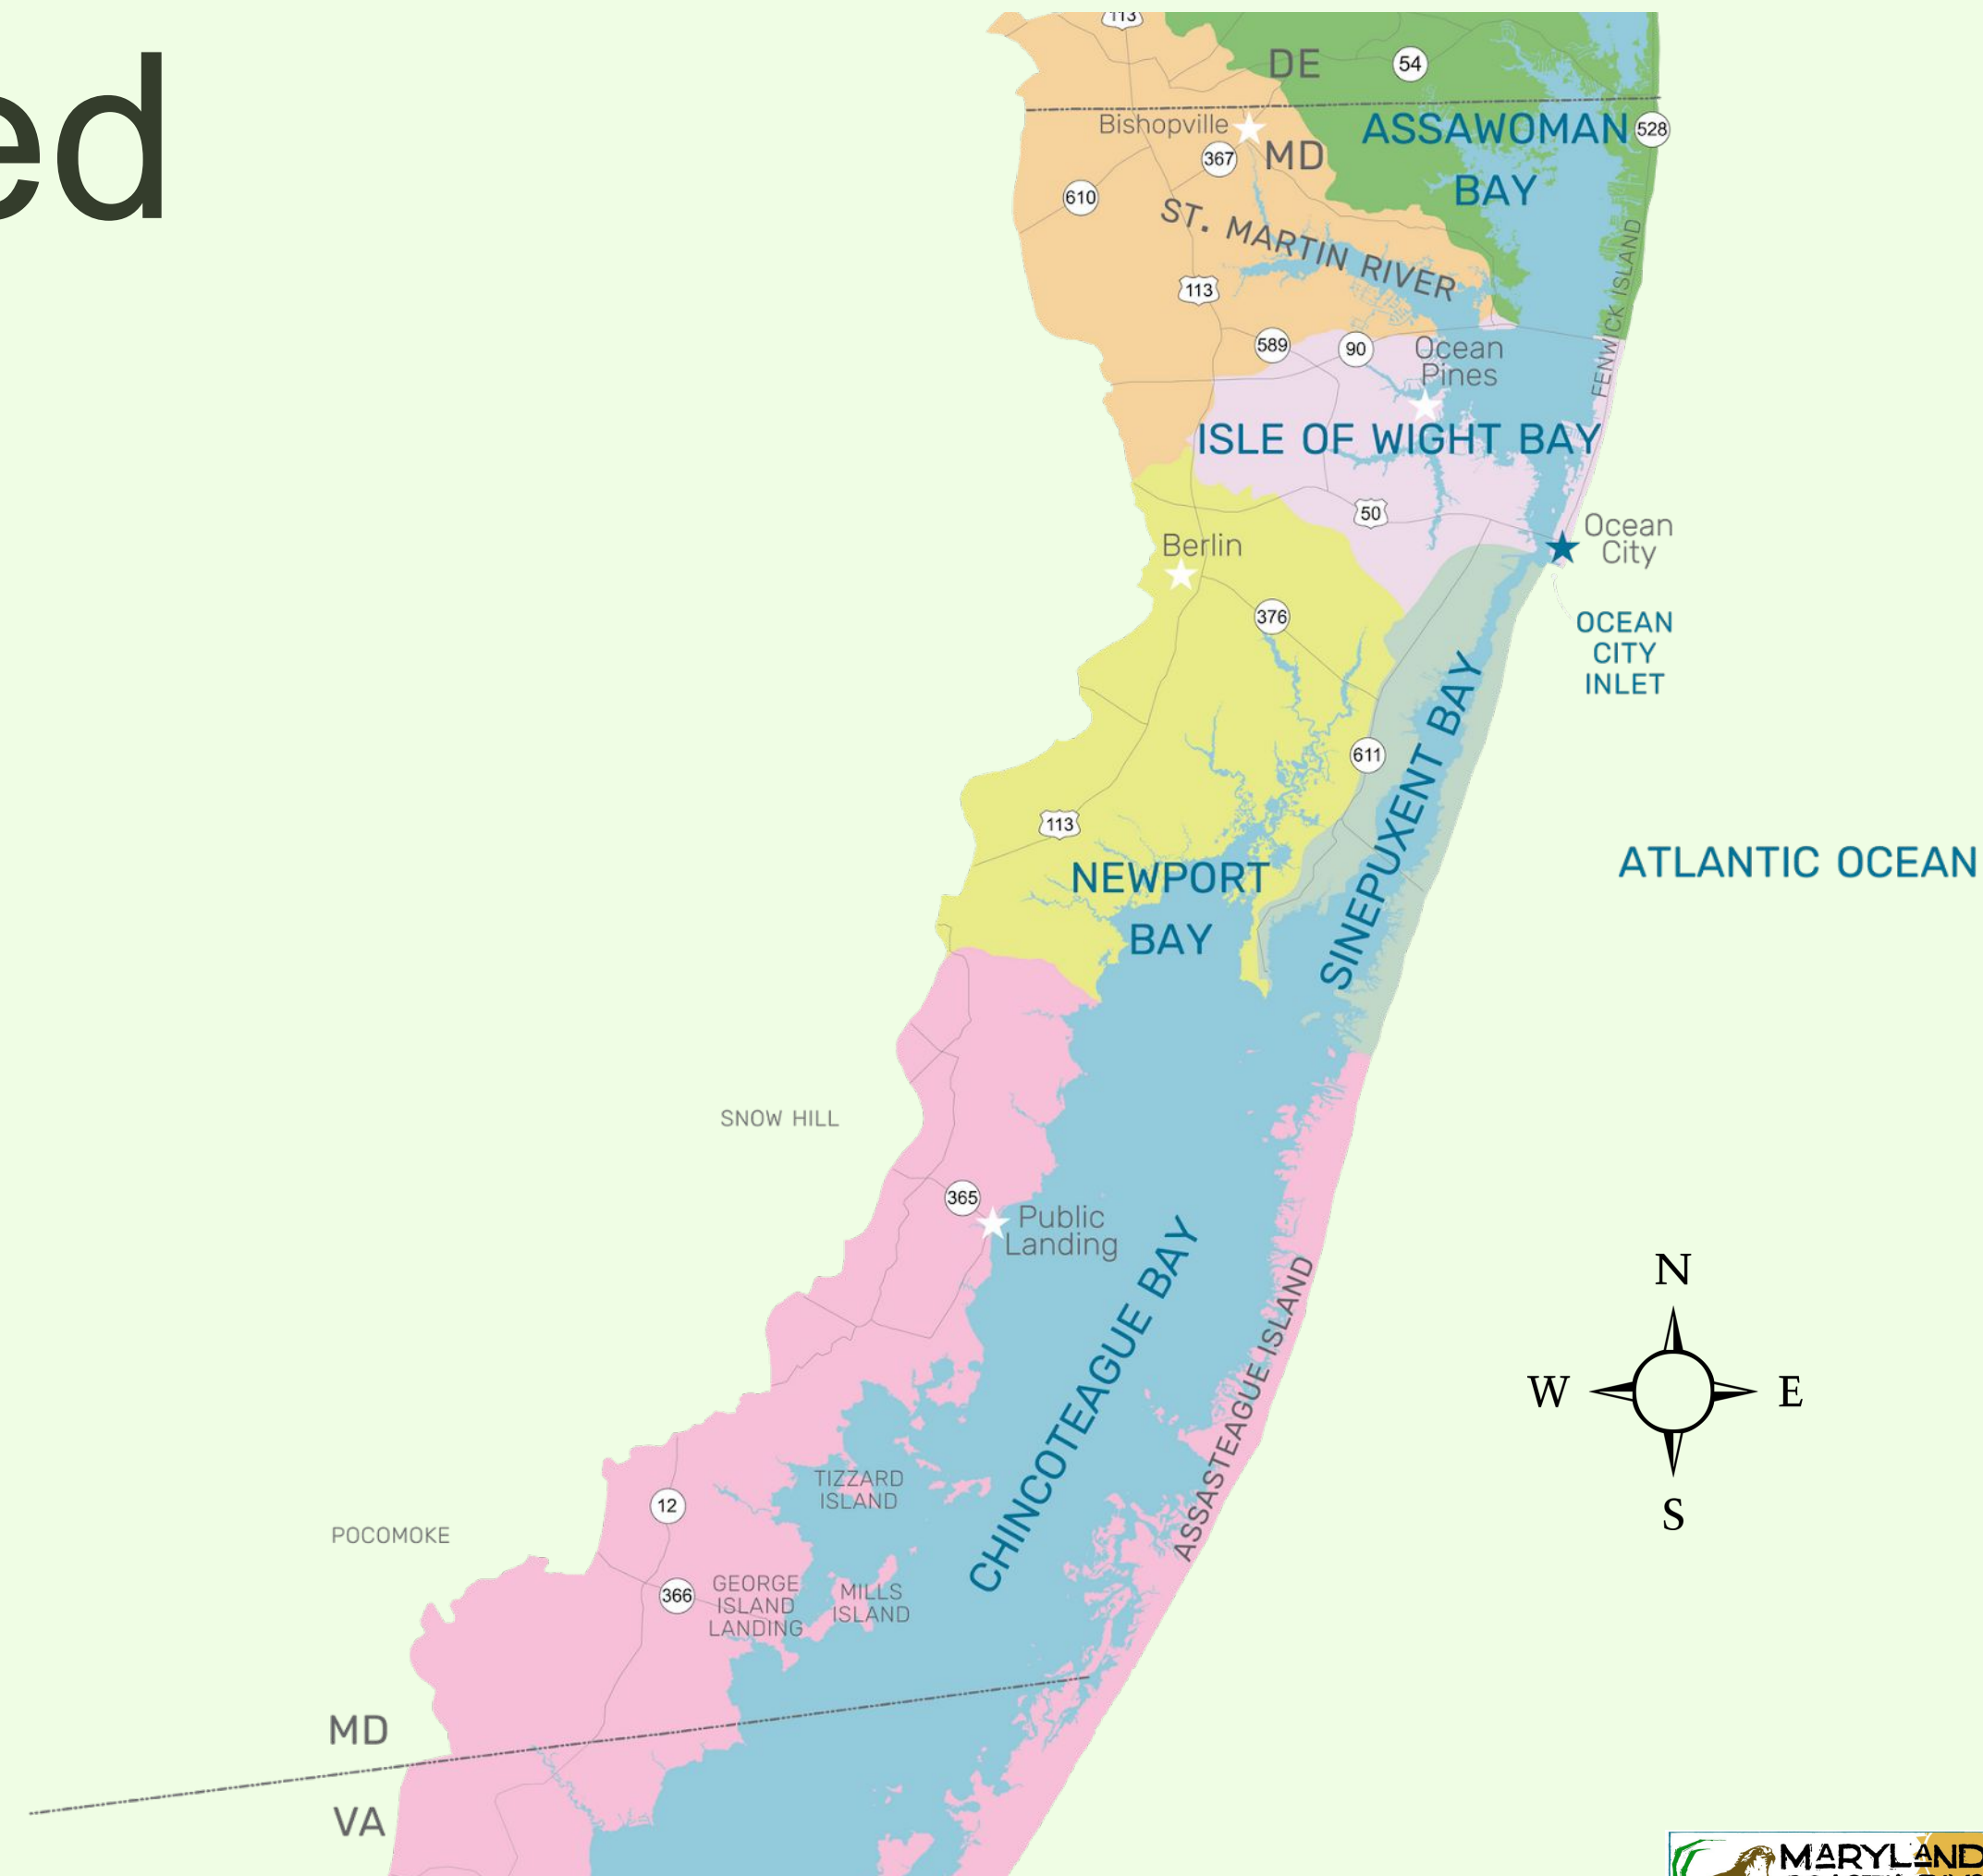 ed
113
DE
54
Bishopville
ASSAWOMAN
BAY
528
367
MD
610
ST. MARTIN RIVER
113
FENWICK ISLAND
589
90
Ocean
Pines
ISLE OF WIGHT BAY
50
Ocean
City
Berlin
376
OCEAN
CITY
INLET
611
SINEPUXENT BAY
113
ATLANTIC OCEAN
NEWPORT
BAY
SNOW HILL
365
Public
Landing
CHINCOTEAGUE BAY
ASSASTEAGUE ISLAND
N
W
E
S
TIZZARD
ISLAND
12
POCOMOKE
366
GEORGE
ISLAND
LANDING
MILLS
ISLAND
MD
VA
MARYLAND